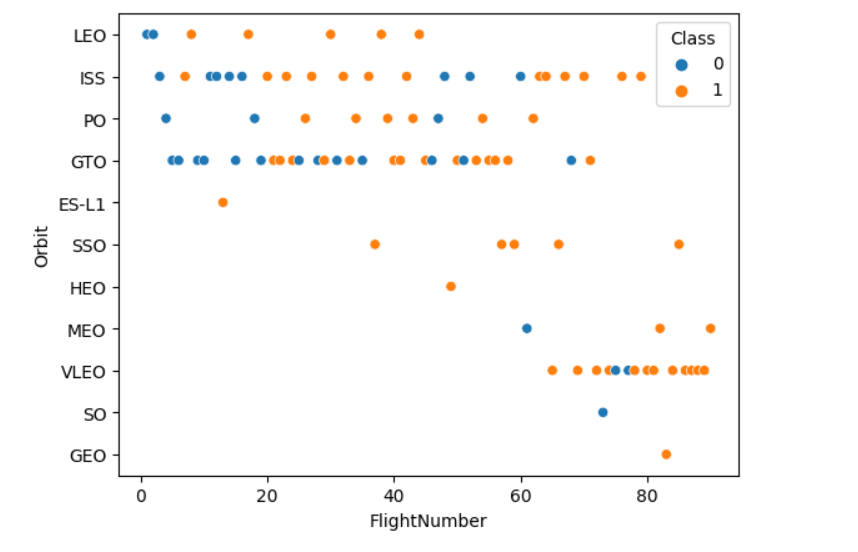 LEO
ISS
PO
GTO
ES-L1
SSO
HEO
MEO
VLEO
SO
GEO
Orbit
Class
0
1
0 20 40 60 80
FlightNumber